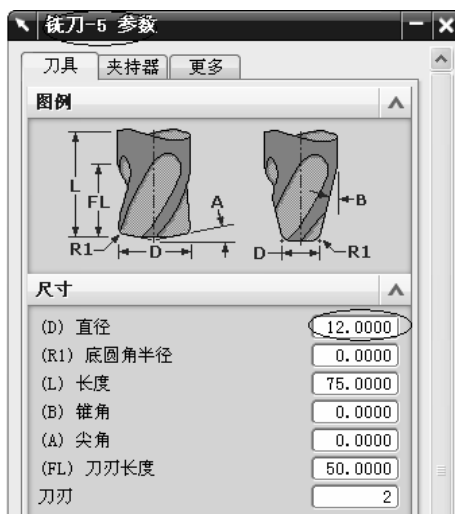 铣刀-5 参数
刀具 夹持器 更多
图例
L
FL
A
B
R1 D D R1
尺寸
(D) 直径 12.0000
(R1) 底圆角半径 0.0000
(L) 长度 75.0000
(B) 锥角 0.0000
(A) 尖角 0.0000
(FL) 刀刃长度 50.0000
刀刃 2